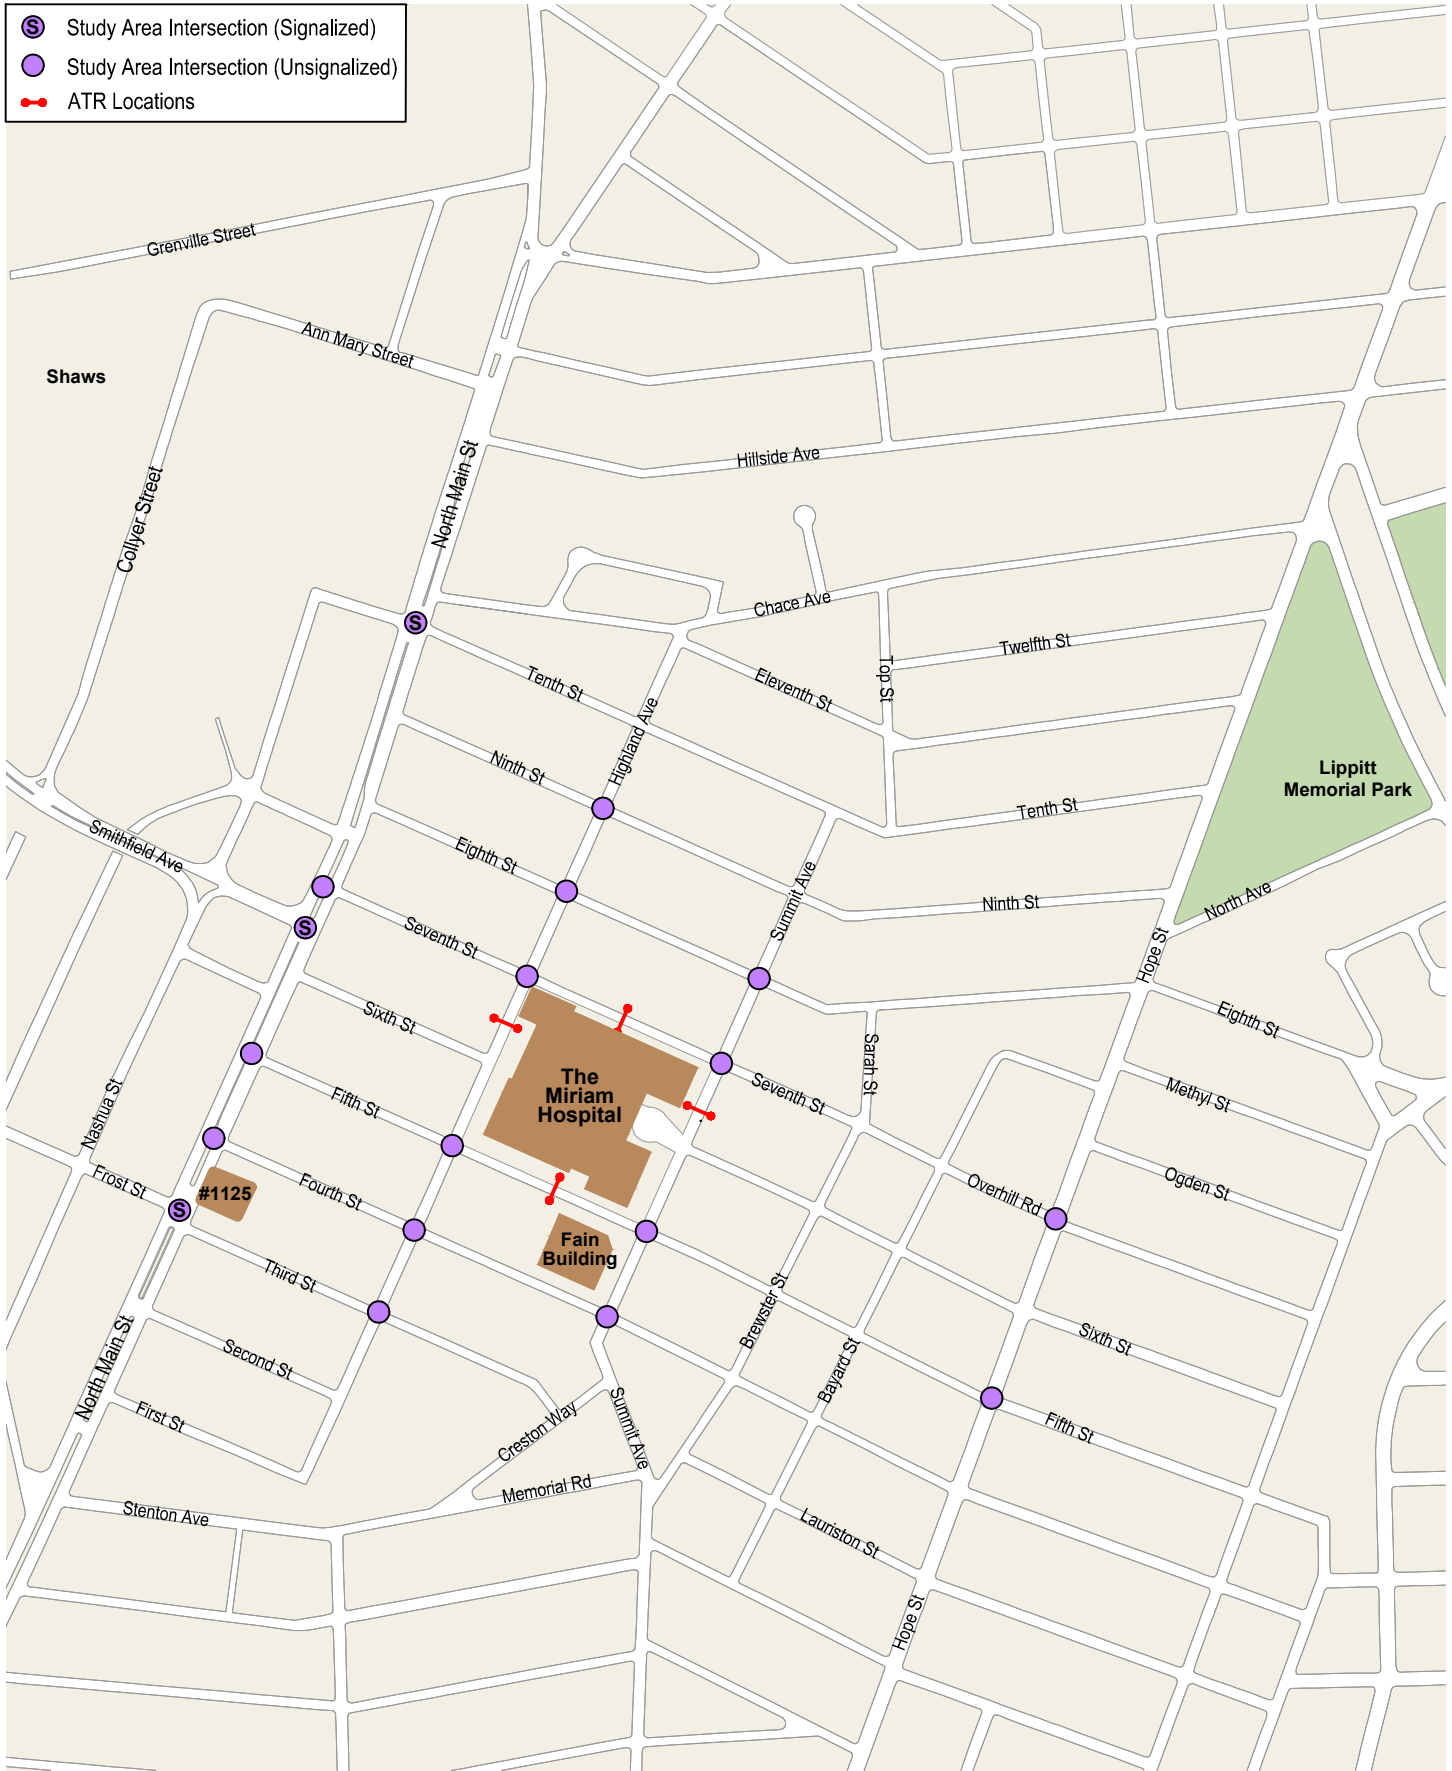 S Study Area Intersection (Signalized)
Study Area Intersection (Unsignalized)
ATR Locations
Grenville Street
Ann Mary Street
Shaws
Hillside Ave
North Main St
Collyer Street
Chace Ave
S
Twelfth St
Top St
Eleventh St
Tenth St
Highland Ave
Ninth St
Lippitt
Memorial Park
Tenth St
Smithfield Ave
Eighth St
Summit Ave
North Ave
Ninth St
S
Seventh St
Hope St
Sixth St
Eighth St
Sarah St
The
Miriam
Hospital
Seventh St
Methyl St
Fifth St
Nashua St
Frost St
Ogden St
#1125
Fourth St
Overhill Rd
S
Fain
Building
Third St
Brewster St
Sixth St
Second St
Bayard St
North Main St
First St
Creston Way
Summit Ave
Fifth St
Memorial Rd
Stenton Ave
Lauriston St
Hope St